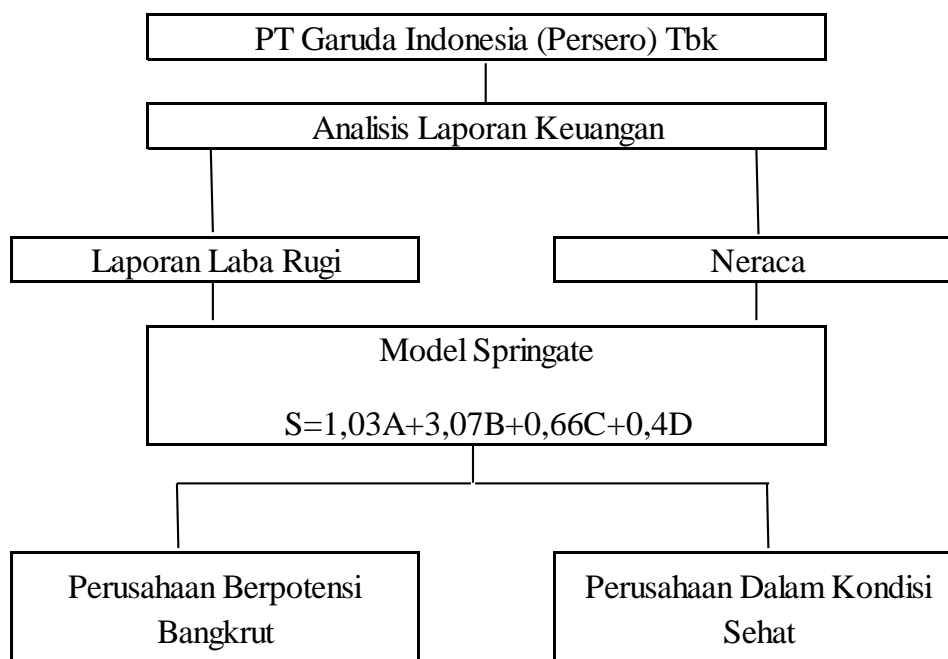 PT Garuda Indonesia (Persero) Tbk
Analisis Laporan Keuangan
Laporan Laba Rugi
Neraca
Model Springate
S=1,03A+3,07B+0,66C+0,4D
Perusahaan Berpotensi
Bangkrut
Perusahaan Dalam Kondisi
Sehat